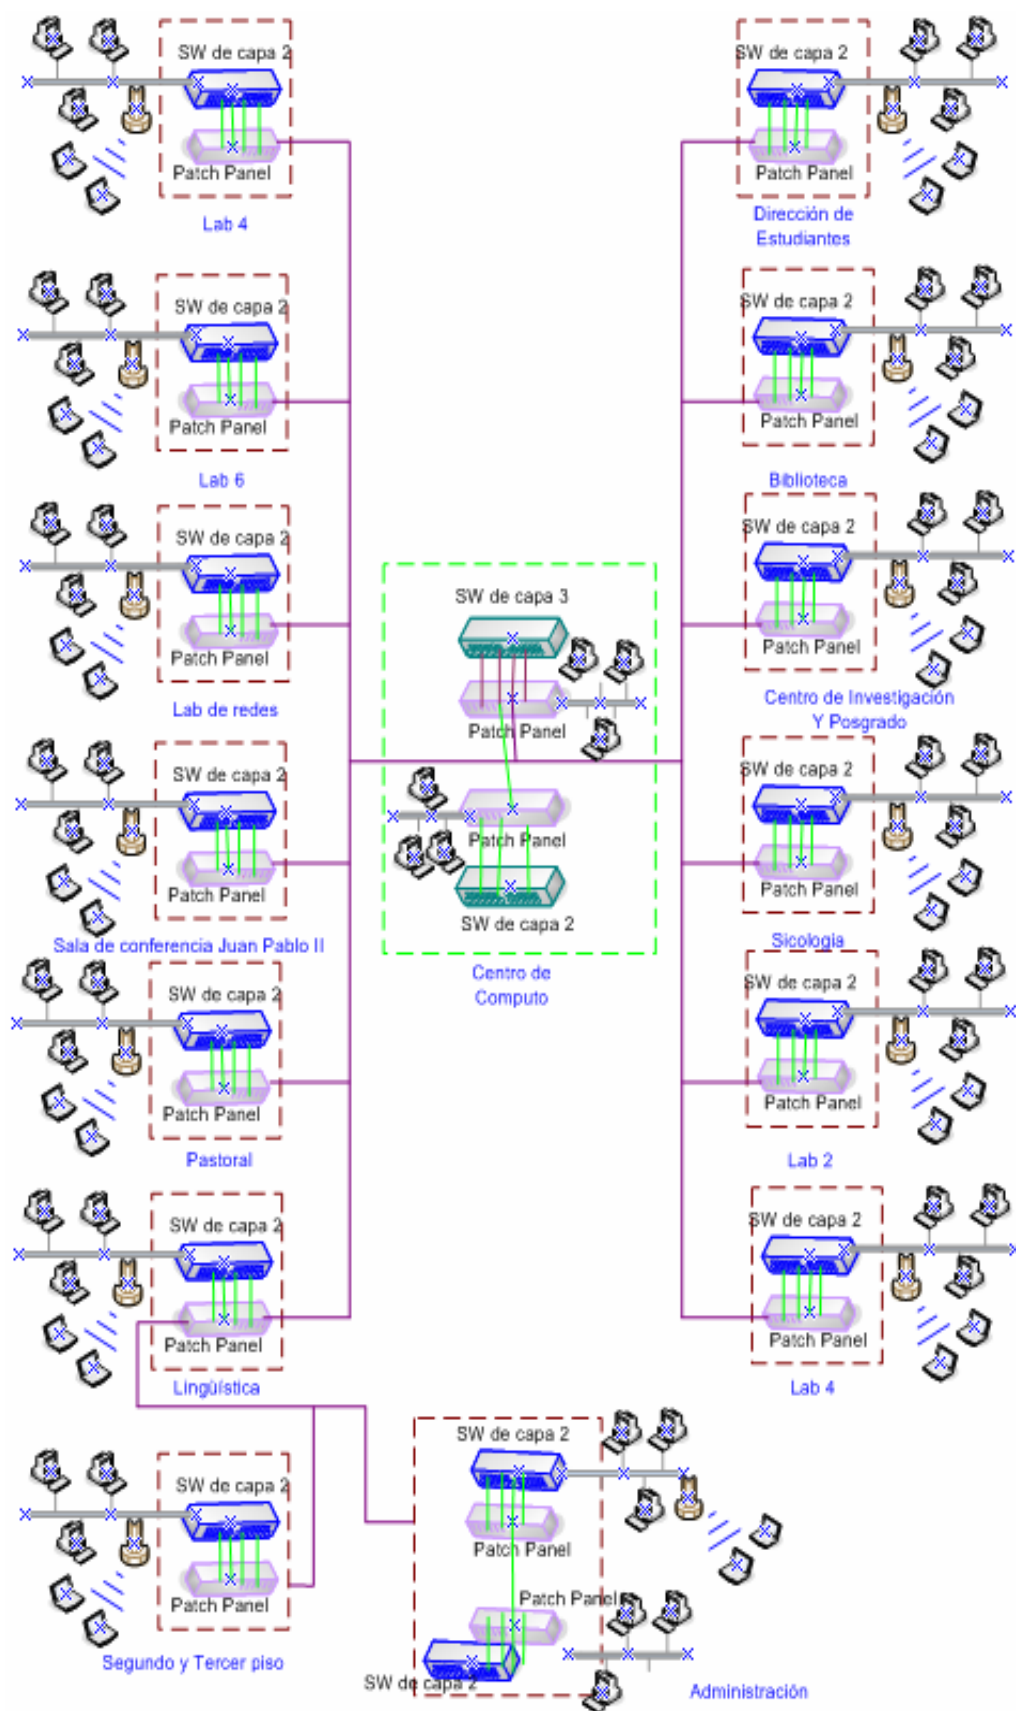 SW de capa 2
Patch Panel
Lab 4
SW de capa 2
Patch Panel
Lab 6
SW de capa 2
Patch Panel
Lab de redes
SW de capa 2
Patch Panel
Sala de conferencia Juan Pablo II
SW de capa 2
Patch Panel
Pastoral
SW de capa 2
Patch Panel
Lingüística
SW de capa 2
Patch Panel
Segundo y Tercer piso
SW de capa 3
Patch Panel
Patch Panel
SW de capa 2
Centro de
Computo
SW de capa 2
Patch Panel
Patch Panel
SW de capa 2
Administración
SW de capa 2
Patch Panel
Dirección de
Estudiantes
SW de capa 2
Patch Panel
Biblioteca
SW de capa 2
Patch Panel
Centro de Investigación
Y Posgrado
SW de capa 2
Patch Panel
Sicologia
SW de capa 2
Patch Panel
Lab 2
SW de capa 2
Patch Panel
Lab 4